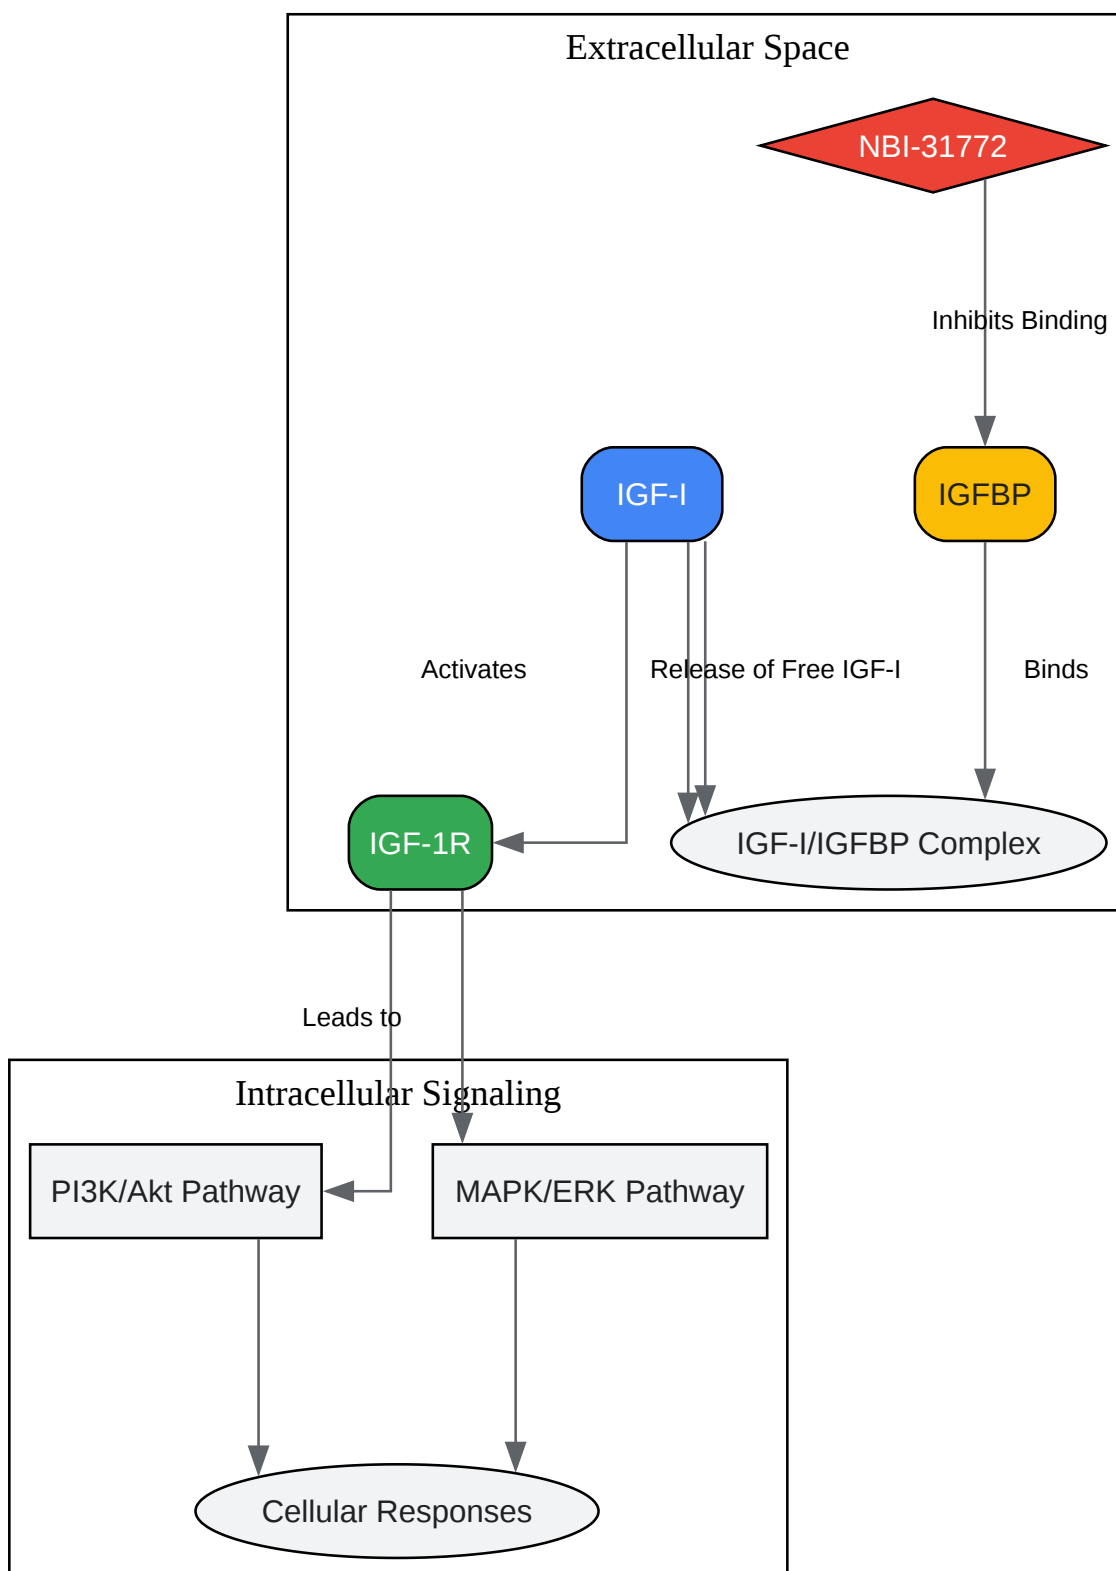 Extracellular Space
NBI-31772
Inhibits Binding
IGF-I
IGFBP
Activates
Release of Free IGF-I
Binds
IGF-1R
IGF-I/IGFBP Complex
Leads to
Intracellular Signaling
PI3K/Akt Pathway
MAPK/ERK Pathway
Cellular Responses